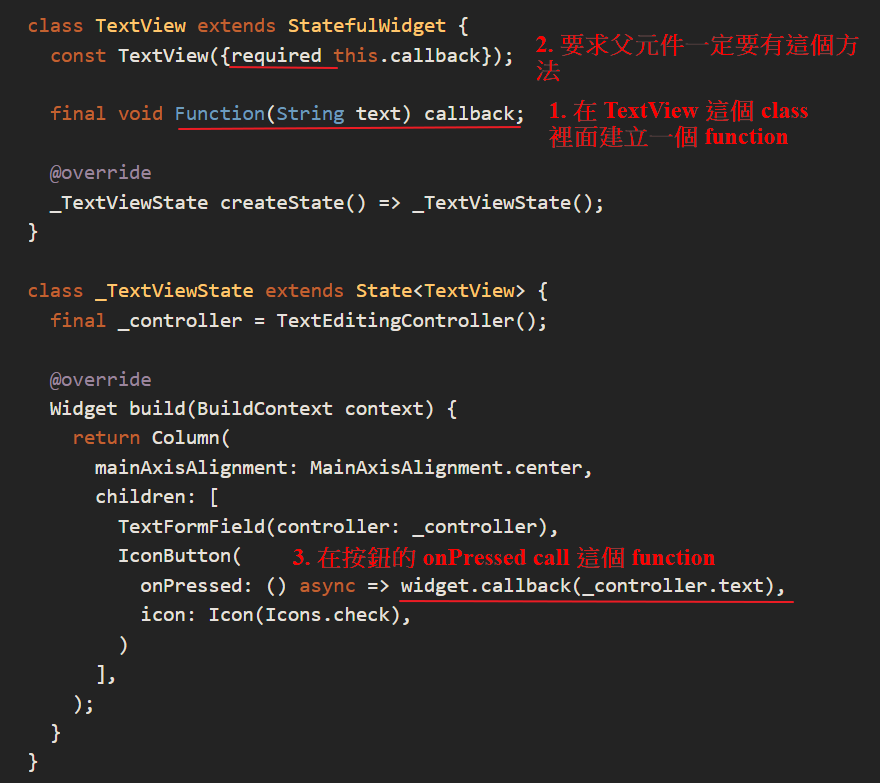 class TextView extends StatefulWidget {
const TextView({required this.callback});
2. 要求父元件一定要有這個方
法
final void Function(String text) callback;
1. 在 TextView 這個 class
裡面建立一個 function
@override
_TextViewState createState() => _TextViewState();
}
class _TextViewState extends State<TextView> {
final _controller = TextEditingController();
@override
Widget build(BuildContext context) {
return Column(
mainAxisAlignment: MainAxisAlignment.center,
children: [
TextFormField(controller: _controller),
IconButton(
3. 在按鈕的 onPressed call 這個 function
onPressed: () async => widget.callback(_controller.text),
icon: Icon(Icons.check),
)
],
);
}
}